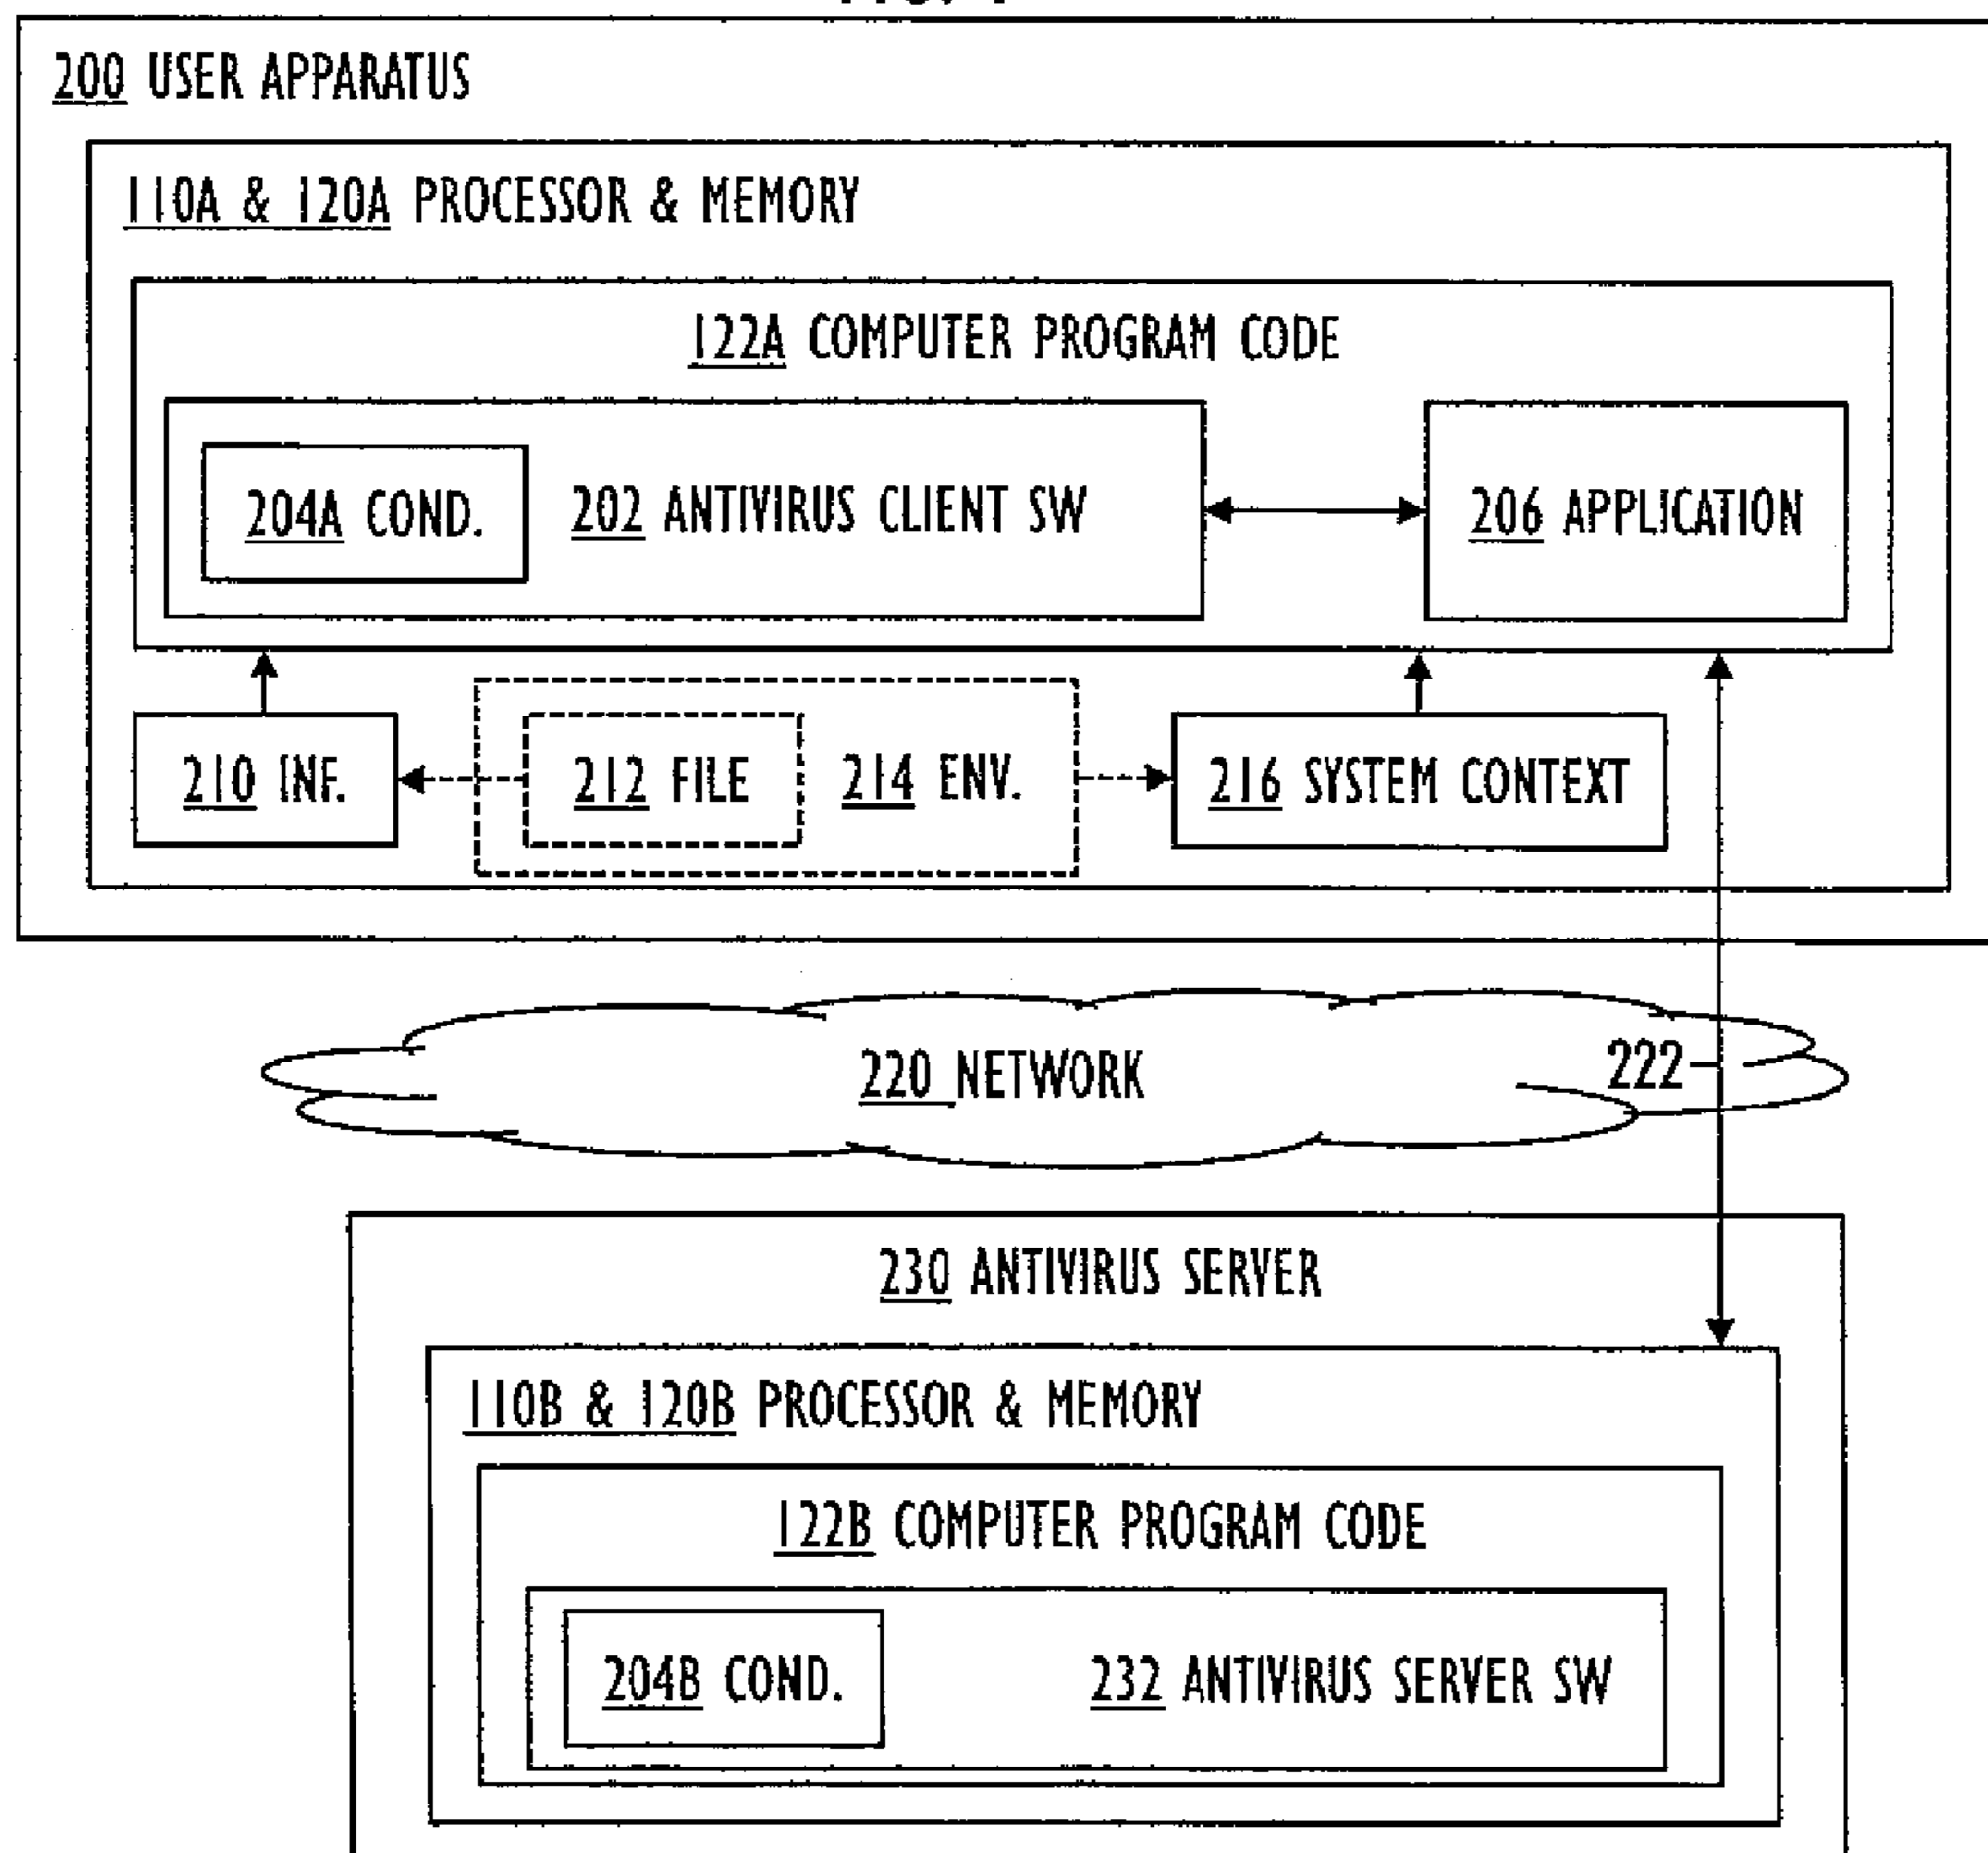 200 USER APPARATUS
110A & 120A PROCESSOR & MEMORY
122A COMPUTER PROGRAM CODE
204A COND.
202 ANTIVIRUS CLIENT SW
206 APPLICATION
210 INF.
212 FILE
214 ENV.
216 SYSTEM CONTEXT
220 NETWORK
222
230 ANTIVIRUS SERVER
110B & 120B PROCESSOR & MEMORY
122B COMPUTER PROGRAM CODE
204B COND.
232 ANTIVIRUS SERVER SW